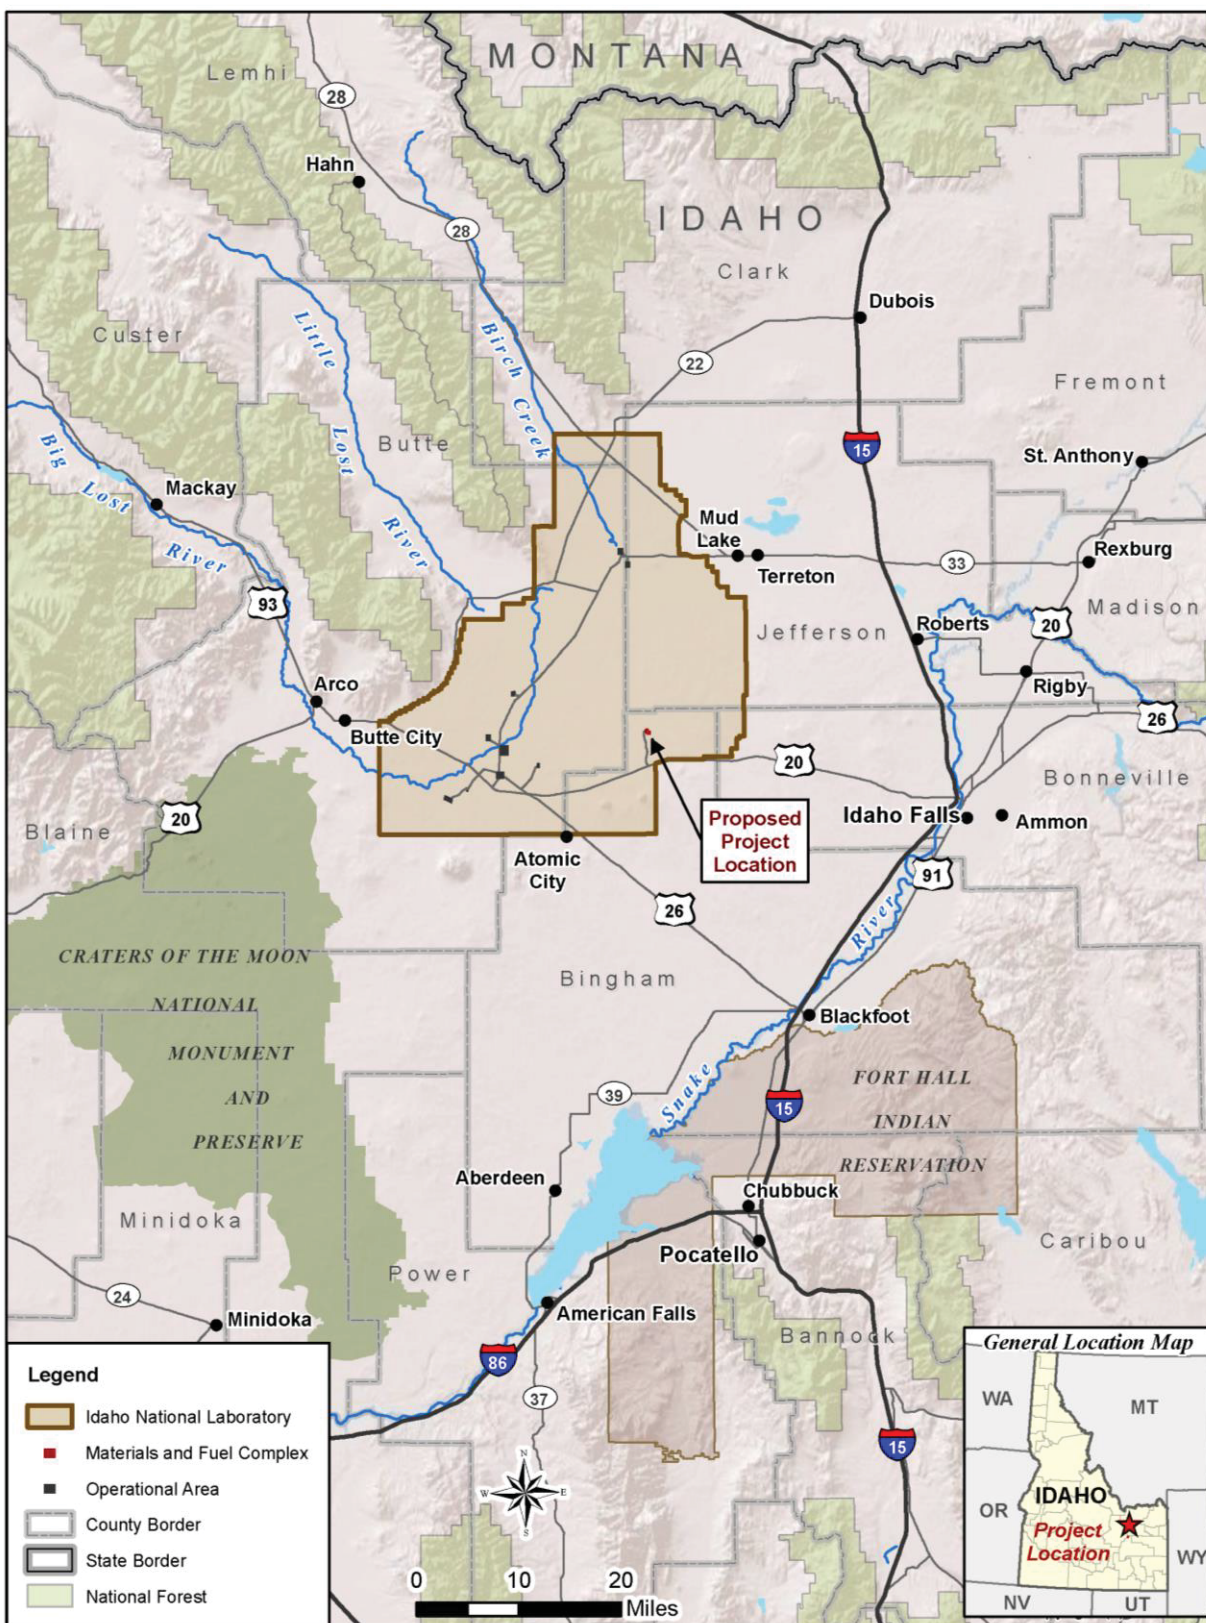 MONTANA
Lemhi
28
Hahn
IDAHO
28
Clark
Dubois
Custer
Little
Lost
River
Birch Creek
22
Fremont
Butte
15
St. Anthony
Big
Lost
River
Mackay
Mud
Lake
Terreton
33
Rexburg
93
Madison
Jefferson
Roberts
20
Rigby
Arco
Butte City
26
20
Bonneville
Proposed
Project
Location
Idaho Falls
Ammon
20
Blaine
Atomic
City
91
26
River
CRATERS OF THE MOON
NATIONAL
MONUMENT
AND
PRESERVE
Bingham
Blackfoot
Snake
39
15
FORT HALL
INDIAN
RESERVATION
Aberdeen
Chubbuck
Minidoka
Pocatello
Caribou
Power
24
Minidoka
American Falls
Bannock
86
37
15
N
W
E
S
0 10 20
Miles
Legend
Idaho National Laboratory
Materials and Fuel Complex
Operational Area
County Border
State Border
National Forest
General Location Map
WA
MT
OR
IDAHO
Project
Location
WY
NV
UT